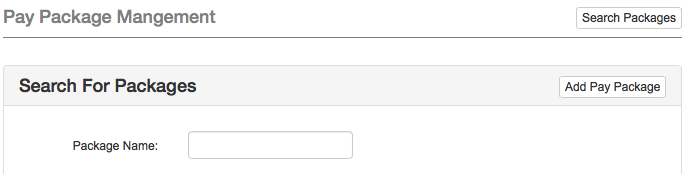 Pay Package Mangement
Search Packages
Search For Packages
Add Pay Package
Package Name: